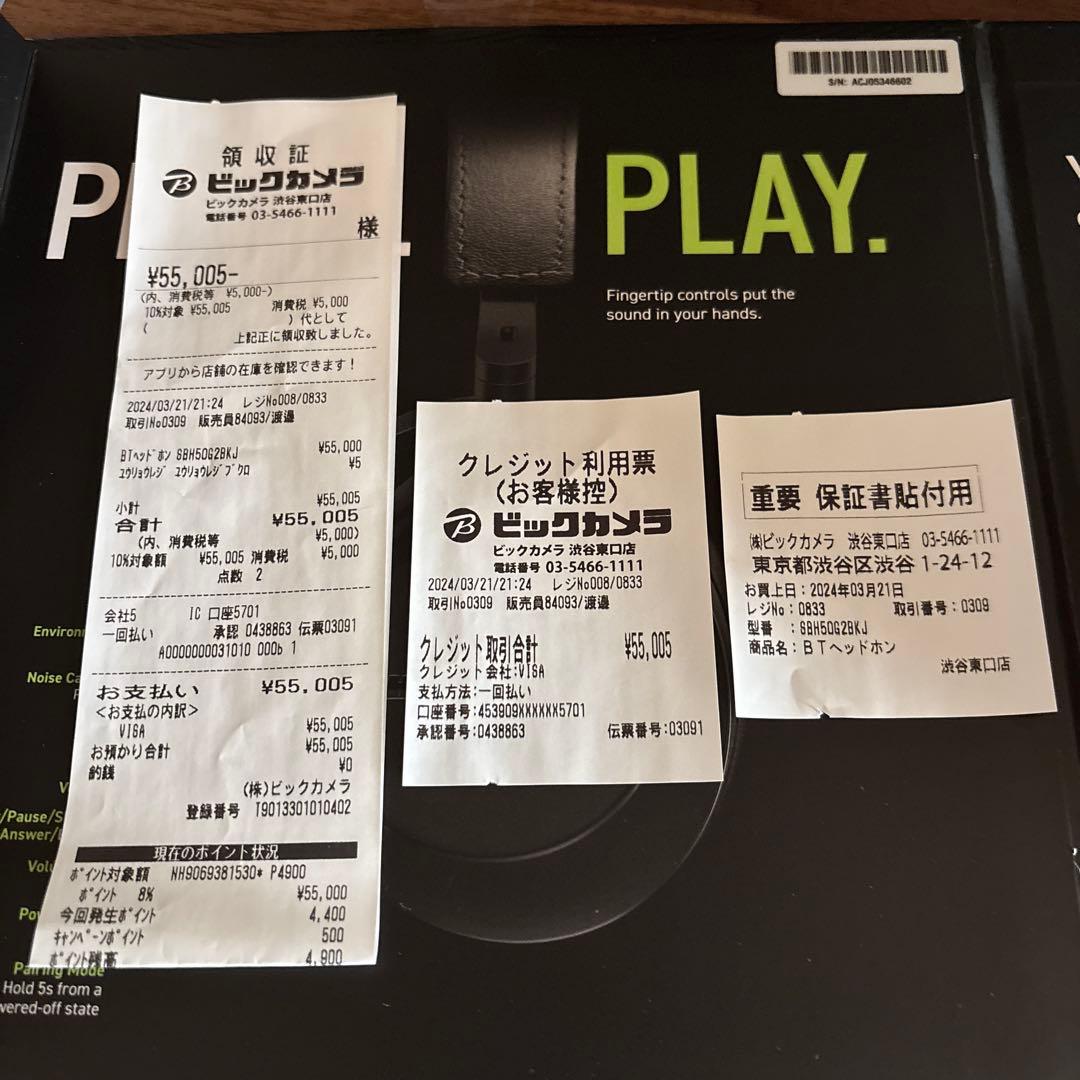 S/N: ACJ05346602
P
PLAY.
Fingertip controls put the
sound in your hands.
領収証
ビックカメラ
ビックカメラ 渋谷東口店
電話番号 03-5466-1111
様
¥55,005-
(内、消費税等 ¥5,000-)
10%対象 ¥55,005 消費税 ¥5,000
( )代として
上記正に領収致しました。
アプリから店舗の在庫を確認できます!
2024/03/21/21:24 レジNo008/0833
取引No0309 販売員84093/渡邉
BTヘッドホン SBH50G2BKJ ¥55,000
ユウリョウレジ ユウリョウレジブクロ ¥5
小計 ¥55,005
合計 ¥55,005
(内、消費税等 ¥5,000)
10%対象額 ¥55,005 消費税 ¥5,000
点数 2
会社5 IC 口座5701
一回払い 承認 0438863 伝票03091
A0000000031010 000b 1
お支払い ¥55,005
<お支払の内訳>
VISA ¥55,005
お預かり合計 ¥55,005
釣銭 ¥0
(株)ビックカメラ
登録番号 T9013301010402
現在のポイント状況
ポイント対象額 NH9069381530* P4900
ポイント 8% ¥55,000
今回発生ポイント 4,400
キャンペーンポイント 500
ポイント残高 4,900
クレジット利用票
(お客様控)
ビックカメラ
ビックカメラ 渋谷東口店
電話番号 03-5466-1111
2024/03/21/21:24 レジNo008/0833
取引No0309 販売員84093/渡邉
クレジット取引合計 ¥55,005
クレジット会社:VISA
支払方法:一回払い
口座番号:453909XXXXXX5701
承認番号:0438863 伝票番号:03091
重要 保証書貼付用
(株)ビックカメラ 渋谷東口店 03-5466-1111
東京都渋谷区渋谷 1-24-12
お買上日:2024年03月21日
レジNo:0833 取引番号:0309
型番 :SBH50G2BKJ
商品名:BTヘッドホン
渋谷東口店
Environ
Noise Ca
/Pause/S
Answer/
Volu
Po
Pairing Mode
Hold 5s from a
wered-off state